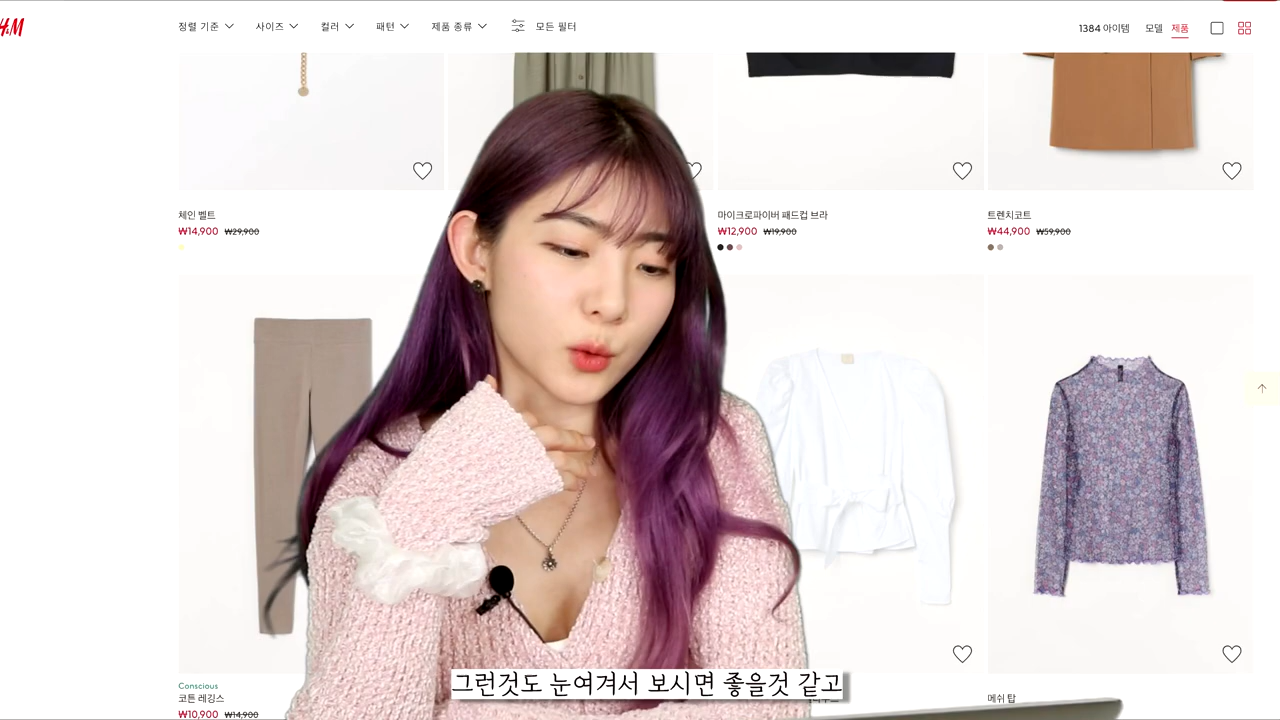 H&M
정렬 기준
사이즈
컬러
패턴
제품 종류
모든 필터
1384 아이템
모델
제품
체인 벨트
₩14,900 ₩29,900
마이크로파이버 패드컵 브라
₩12,900 ₩19,900
트렌치코트
₩44,900 ₩59,900
Conscious
코튼 레깅스
₩10,900 ₩14,900
메쉬 탑
그런것도 눈여겨서 보시면 좋을것 같고